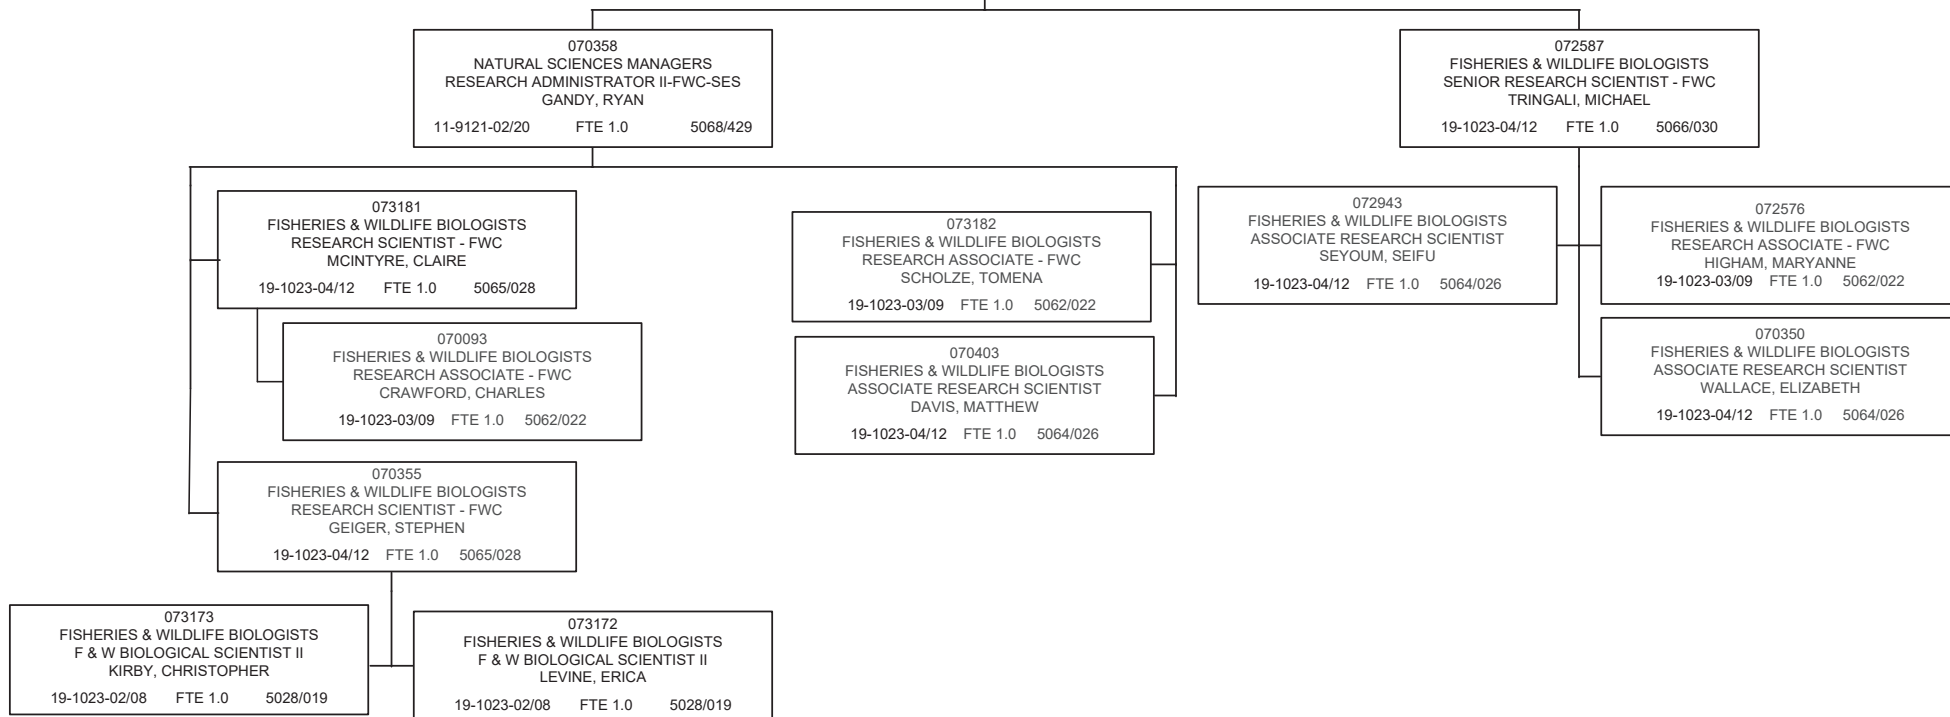 070358
NATURAL SCIENCES MANAGERS
RESEARCH ADMINISTRATOR II-FWC-SES
GANDY, RYAN
11-9121-02/20 FTE 1.0 5068/429
072587
FISHERIES & WILDLIFE BIOLOGISTS
SENIOR RESEARCH SCIENTIST - FWC
TRINGALI, MICHAEL
19-1023-04/12 FTE 1.0 5066/030
073181
FISHERIES & WILDLIFE BIOLOGISTS
RESEARCH SCIENTIST - FWC
MCINTYRE, CLAIRE
19-1023-04/12 FTE 1.0 5065/028
073182
FISHERIES & WILDLIFE BIOLOGISTS
RESEARCH ASSOCIATE - FWC
SCHOLZE, TOMENA
19-1023-03/09 FTE 1.0 5062/022
072943
FISHERIES & WILDLIFE BIOLOGISTS
ASSOCIATE RESEARCH SCIENTIST
SEYOUM, SEIFU
19-1023-04/12 FTE 1.0 5064/026
072576
FISHERIES & WILDLIFE BIOLOGISTS
RESEARCH ASSOCIATE - FWC
HIGHAM, MARYANNE
19-1023-03/09 FTE 1.0 5062/022
070093
FISHERIES & WILDLIFE BIOLOGISTS
RESEARCH ASSOCIATE - FWC
CRAWFORD, CHARLES
19-1023-03/09 FTE 1.0 5062/022
070403
FISHERIES & WILDLIFE BIOLOGISTS
ASSOCIATE RESEARCH SCIENTIST
DAVIS, MATTHEW
19-1023-04/12 FTE 1.0 5064/026
070350
FISHERIES & WILDLIFE BIOLOGISTS
ASSOCIATE RESEARCH SCIENTIST
WALLACE, ELIZABETH
19-1023-04/12 FTE 1.0 5064/026
070355
FISHERIES & WILDLIFE BIOLOGISTS
RESEARCH SCIENTIST - FWC
GEIGER, STEPHEN
19-1023-04/12 FTE 1.0 5065/028
073173
FISHERIES & WILDLIFE BIOLOGISTS
F & W BIOLOGICAL SCIENTIST II
KIRBY, CHRISTOPHER
19-1023-02/08 FTE 1.0 5028/019
073172
FISHERIES & WILDLIFE BIOLOGISTS
F & W BIOLOGICAL SCIENTIST II
LEVINE, ERICA
19-1023-02/08 FTE 1.0 5028/019